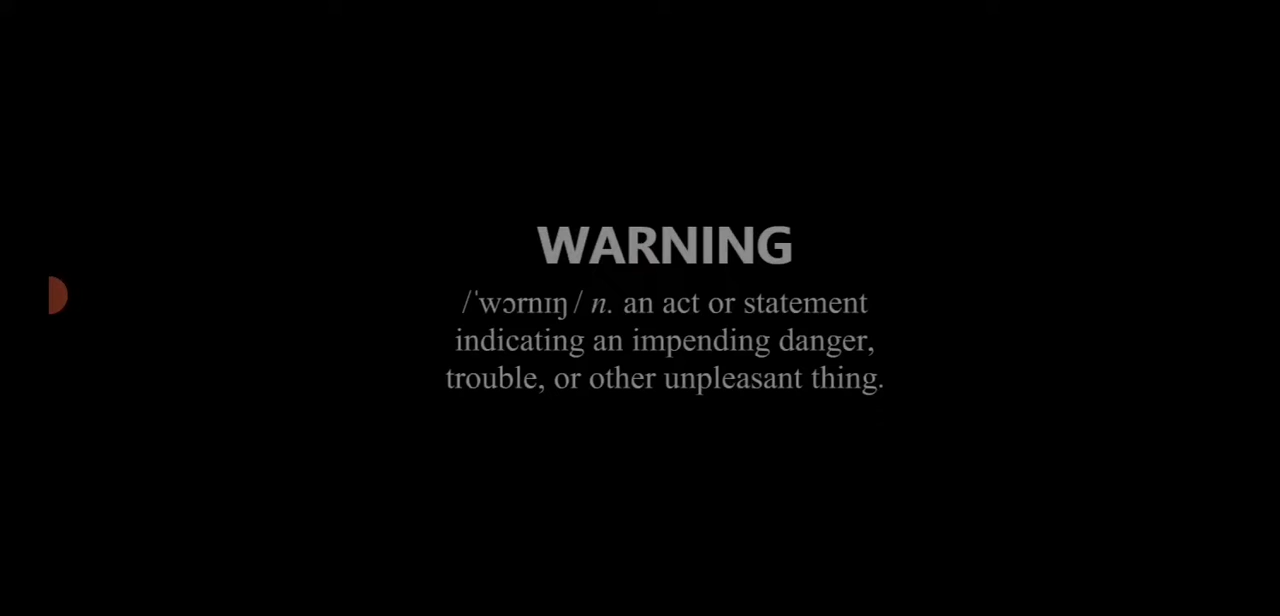 WARNING
/ˈwɔrnɪŋ/ n. an act or statement
indicating an impending danger,
trouble, or other unpleasant thing.